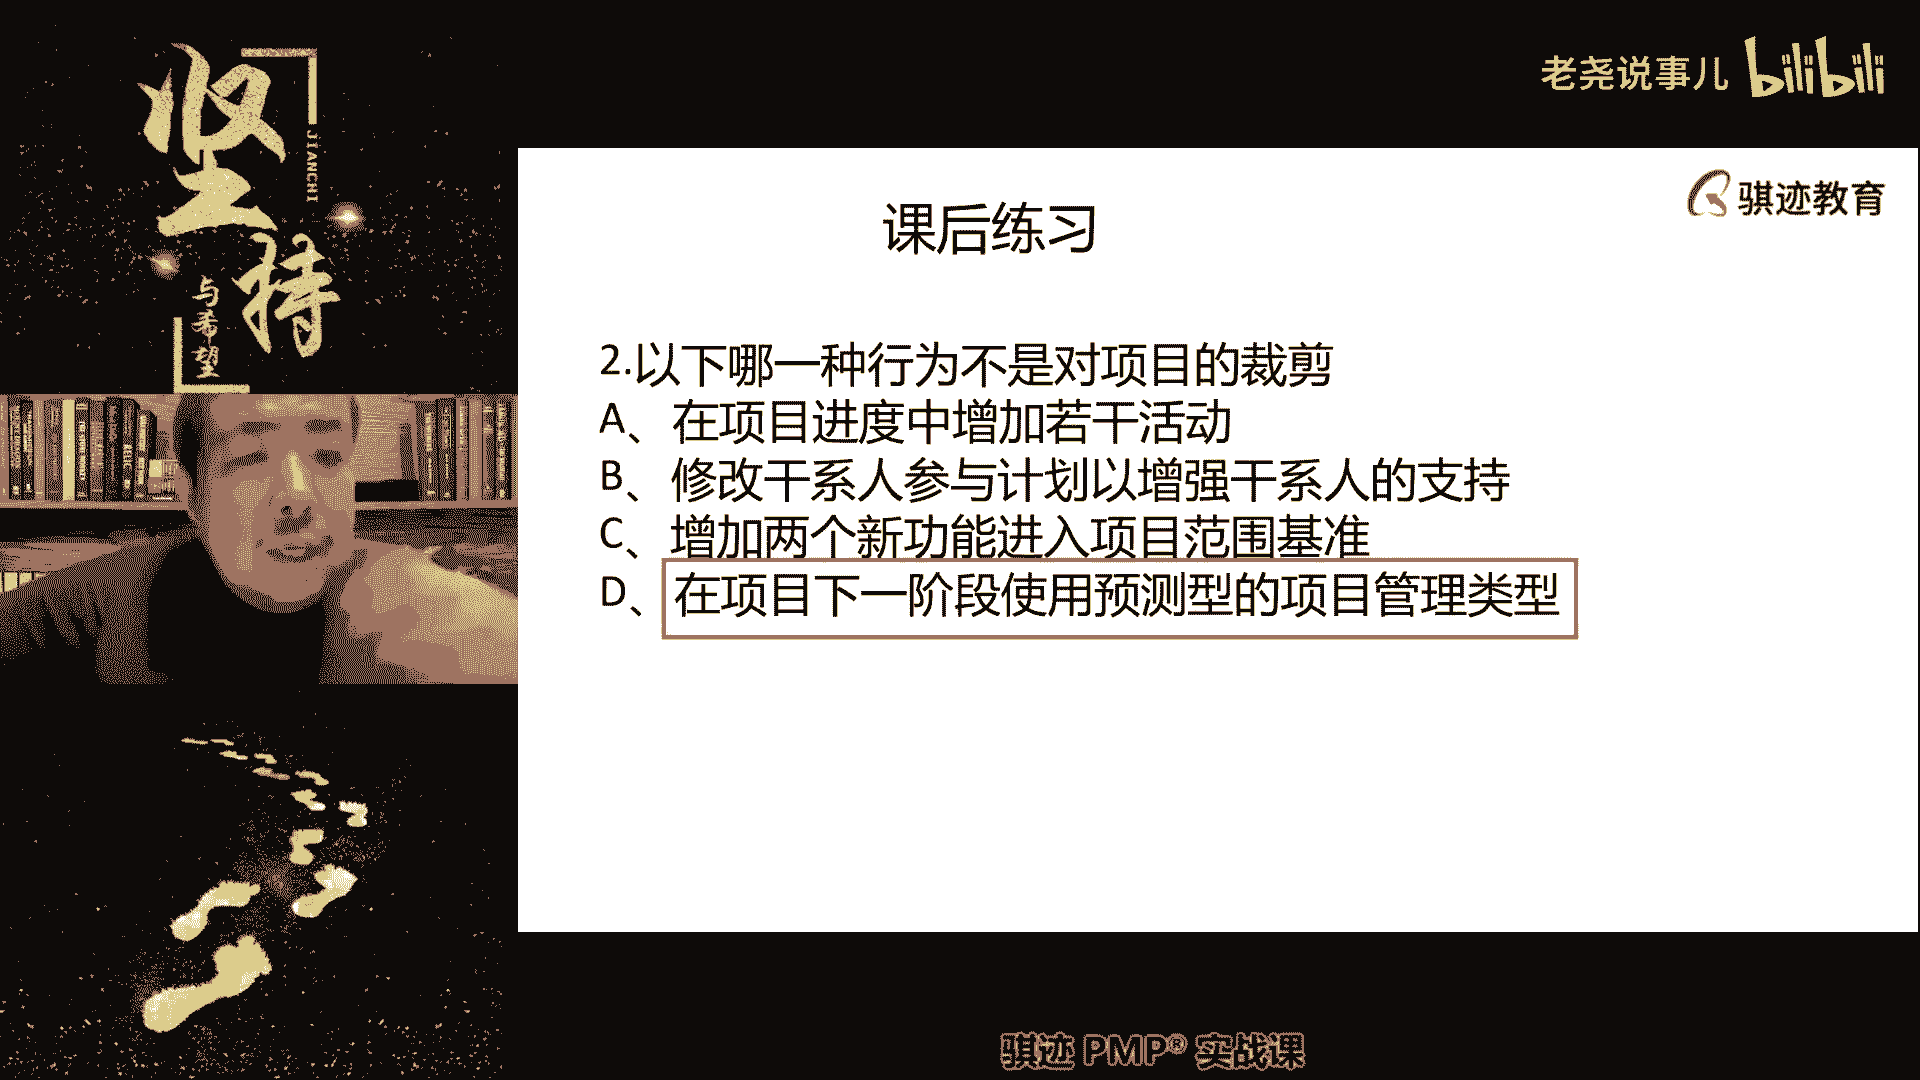 坚持
JIANCHI
与希望
老尧说事儿 bilibili
骐迹教育
课后练习
2.以下哪一种行为不是对项目的裁剪
A、在项目进度中增加若干活动
B、修改干系人参与计划以增强干系人的支持
C、增加两个新功能进入项目范围基准
D、在项目下一阶段使用预测型的项目管理类型
骐迹 PMP® 实战课